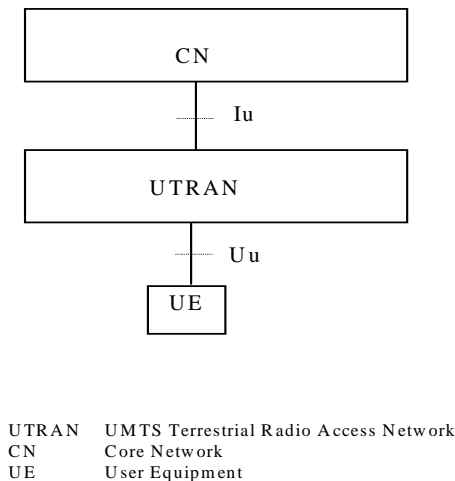 CN
Iu
UTRAN
Uu
UE
UTRAN UMTS Terrestrial Radio Access Network
CN Core Network
UE User Equipment